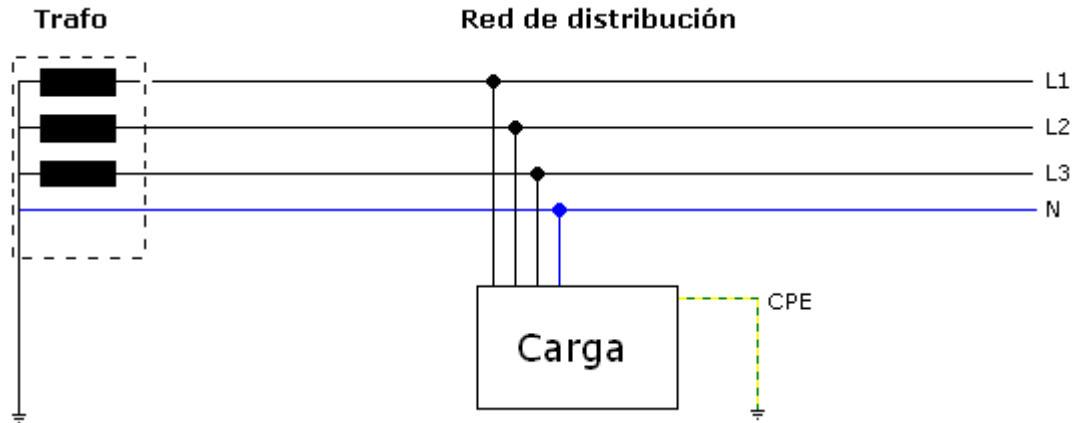 Trafo
Red de distribución
L1
L2
L3
N
CPE
Carga